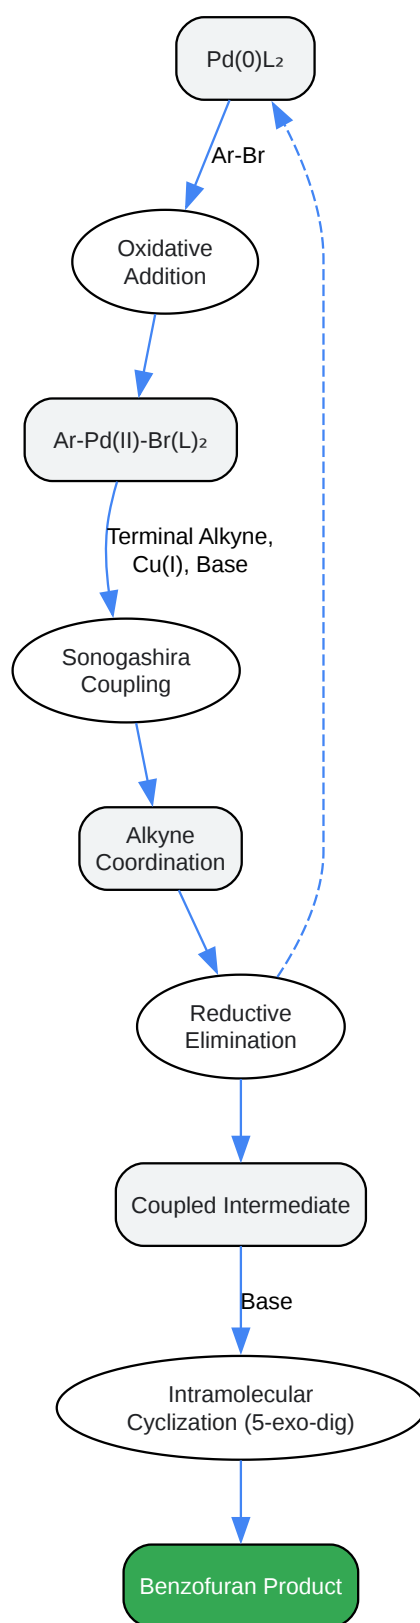 Pd(0)L₂
Ar-Br
Oxidative
Addition
Ar-Pd(II)-Br(L)₂
Terminal Alkyne,
Cu(I), Base
Sonogashira
Coupling
Alkyne
Coordination
Reductive
Elimination
Coupled Intermediate
Base
Intramolecular
Cyclization (5-exo-dig)
Benzofuran Product